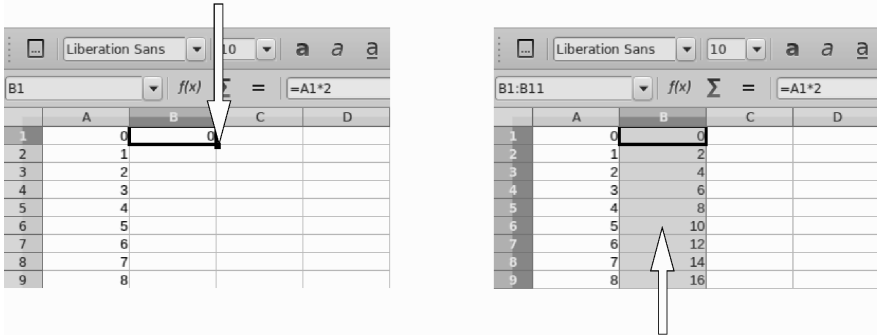 Liberation Sans 10 a a a
B1 f(x) Σ = =A1*2
A B C D
1 0 0
2 1
3 2
4 3
5 4
6 5
7 6
8 7
9 8
Liberation Sans 10 a a a
B1:B11 f(x) Σ = =A1*2
A B C D
1 0 0
2 1 2
3 2 4
4 3 6
5 4 8
6 5 10
7 6 12
8 7 14
9 8 16